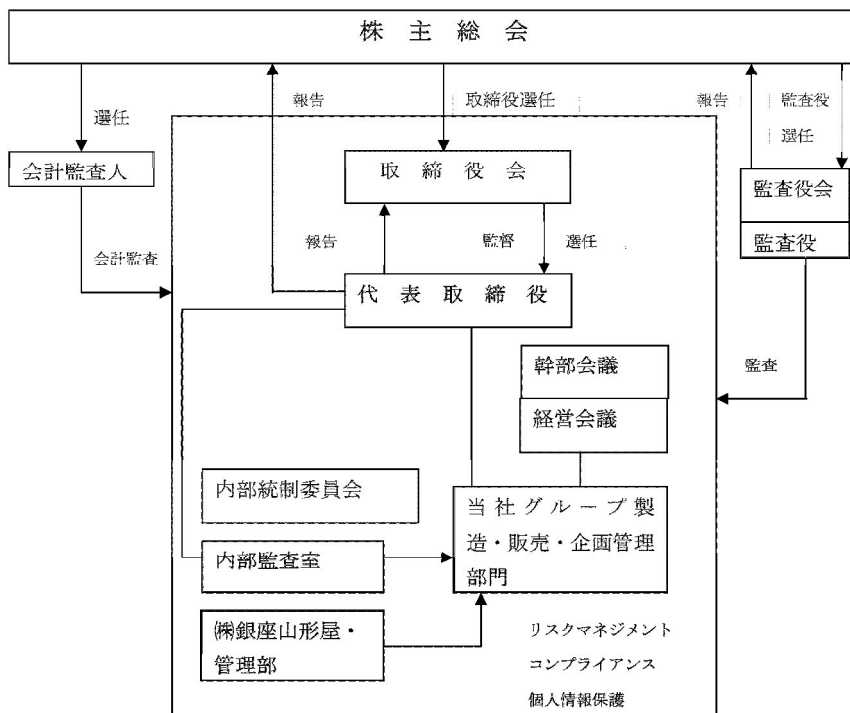 株主総会
選任
報告
取締役選任
報告
監査役
選任
会計監査人
取締役会
監査役会
監査役
会計監査
報告
監督
選任
代表取締役
幹部会議
経営会議
監査
内部統制委員会
当社グループ製
造・販売・企画管理
部門
内部監査室
㈱銀座山形屋・
管理部
リスクマネジメント
コンプライアンス
個人情報保護